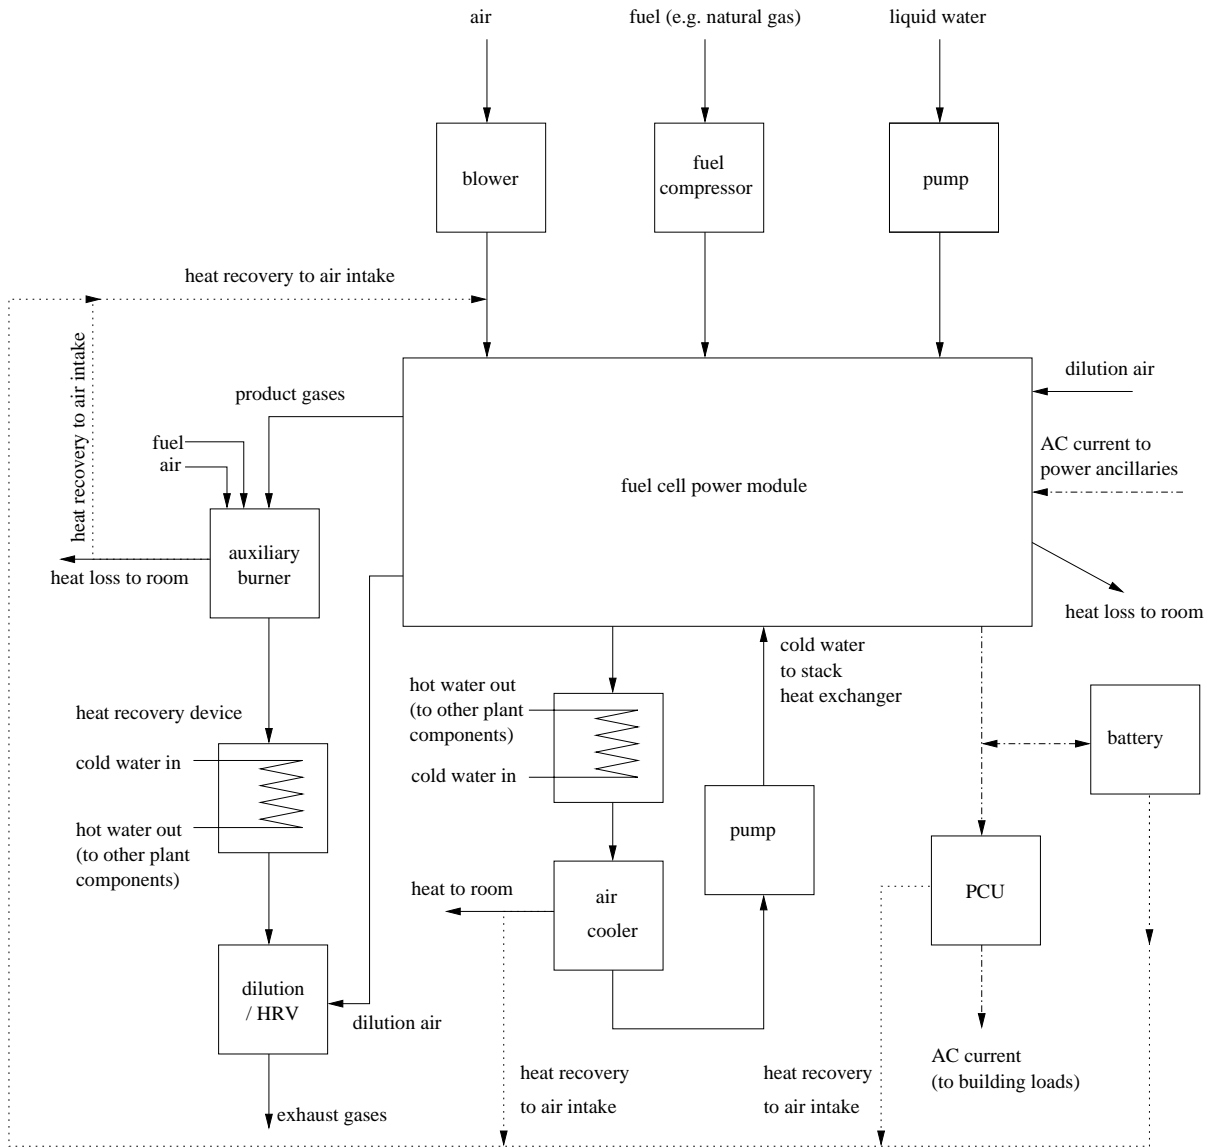 air
fuel (e.g. natural gas)
liquid water
blower
fuel
compressor
pump
heat recovery to air intake
heat recovery to air intake
product gases
dilution air
fuel
air
AC current to
power ancillaries
fuel cell power module
auxiliary
burner
heat loss to room
heat loss to room
cold water
to stack
heat exchanger
hot water out
(to other plant
components)
cold water in
heat recovery device
cold water in
hot water out
(to other plant
components)
battery
pump
PCU
heat to room
air
cooler
dilution
/ HRV
dilution air
AC current
(to building loads)
heat recovery
to air intake
heat recovery
to air intake
exhaust gases